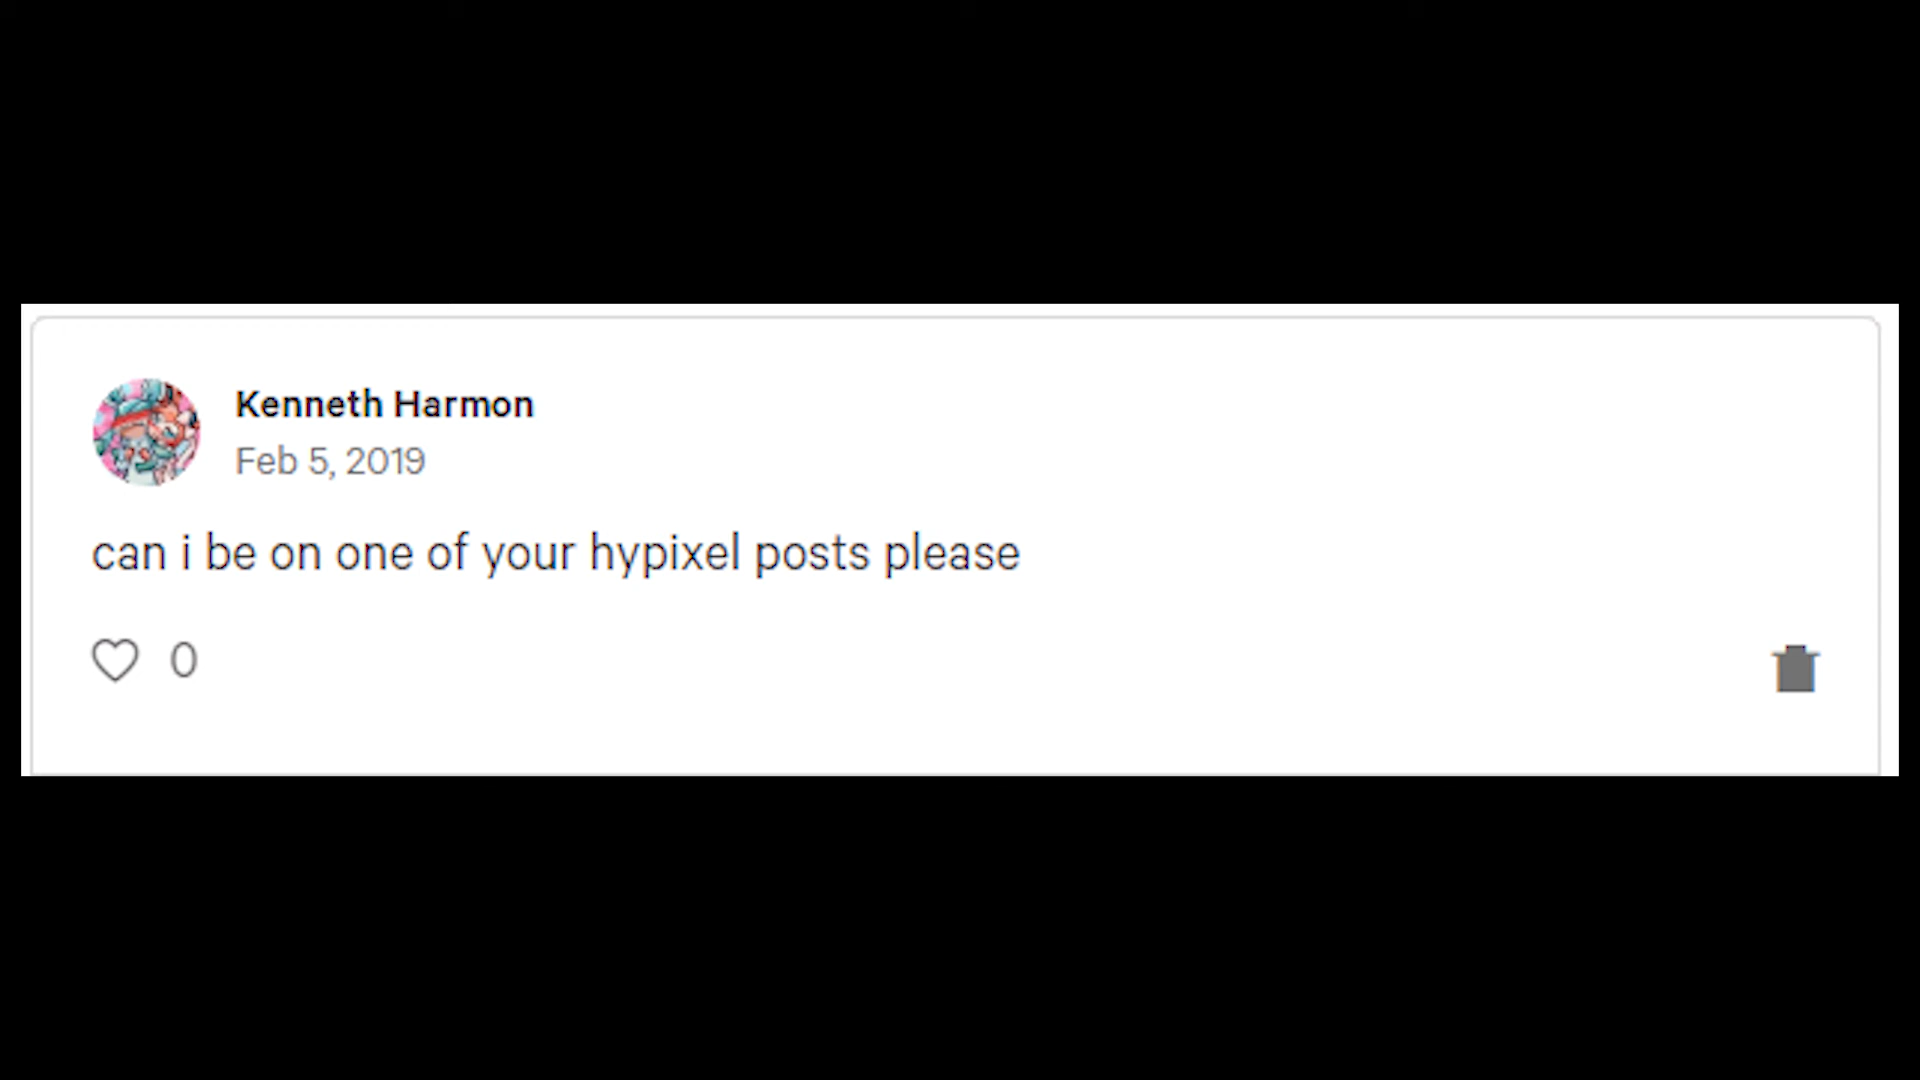 Kenneth Harmon
Feb 5, 2019
can i be on one of your hypixel posts please
0